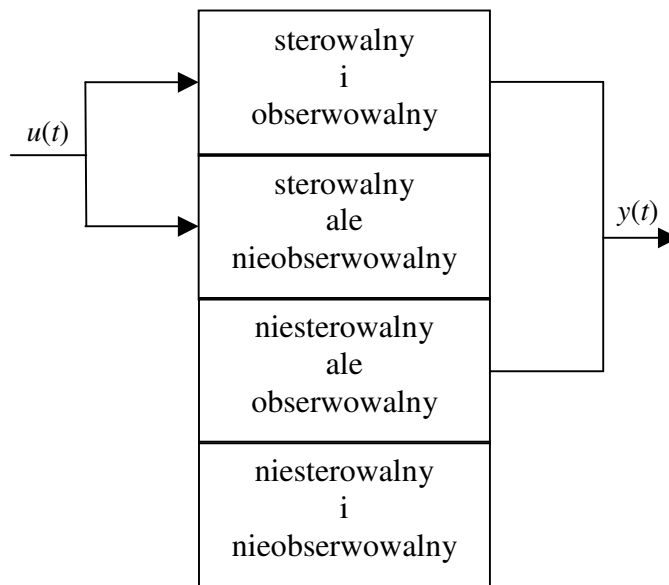 sterowalny
i
obserwowalny
u(t)
sterowalny
ale
nieobserwowalny
y(t)
niesterowalny
ale
obserwowalny
niesterowalny
i
nieobserwowalny